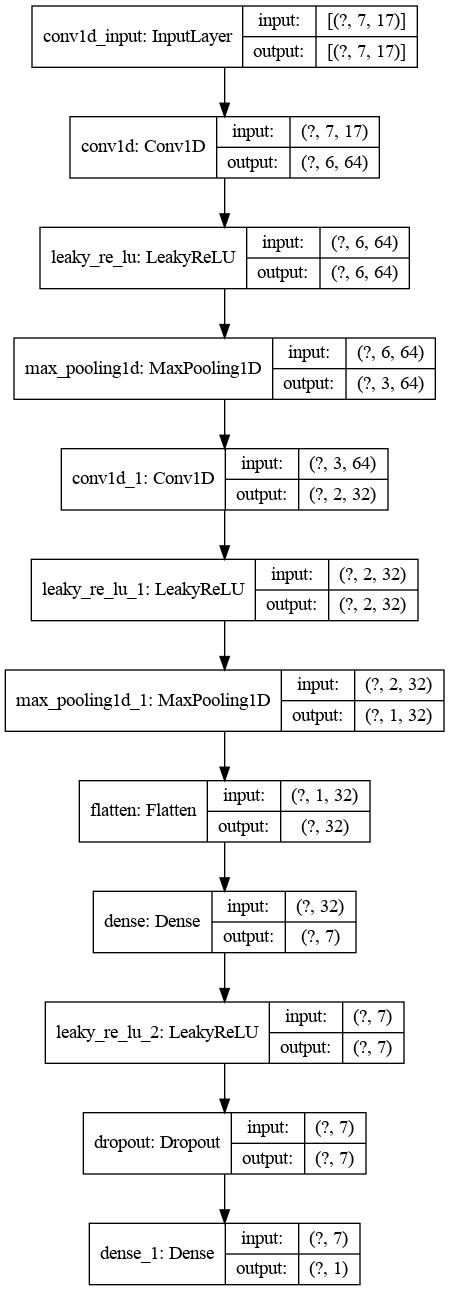 conv1d_input: InputLayer input: [(?, 7, 17)]
output: [(?, 7, 17)]
conv1d: Conv1D input: (?, 7, 17)
output: (?, 6, 64)
leaky_re_lu: LeakyReLU input: (?, 6, 64)
output: (?, 6, 64)
max_pooling1d: MaxPooling1D input: (?, 6, 64)
output: (?, 3, 64)
conv1d_1: Conv1D input: (?, 3, 64)
output: (?, 2, 32)
leaky_re_lu_1: LeakyReLU input: (?, 2, 32)
output: (?, 2, 32)
max_pooling1d_1: MaxPooling1D input: (?, 2, 32)
output: (?, 1, 32)
flatten: Flatten input: (?, 1, 32)
output: (?, 32)
dense: Dense input: (?, 32)
output: (?, 7)
leaky_re_lu_2: LeakyReLU input: (?, 7)
output: (?, 7)
dropout: Dropout input: (?, 7)
output: (?, 7)
dense_1: Dense input: (?, 7)
output: (?, 1)